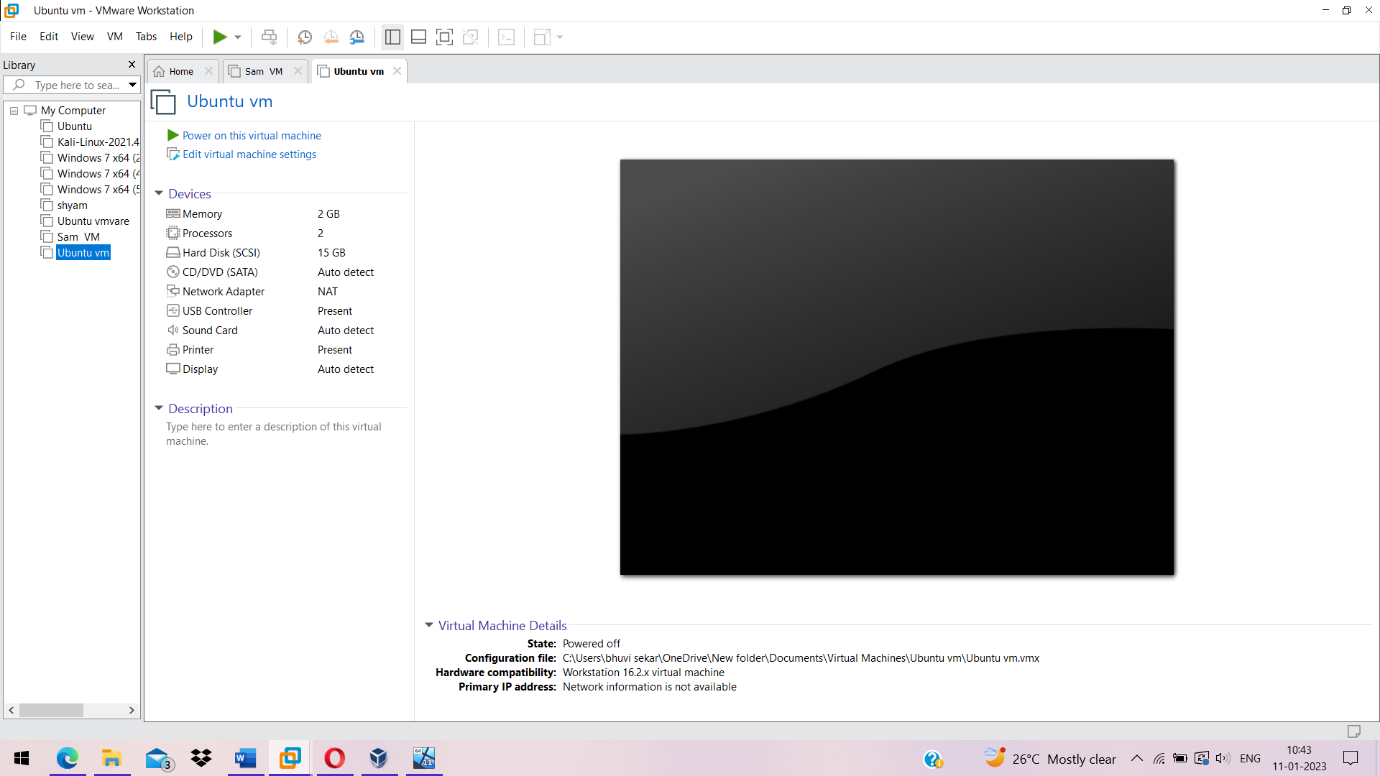 Ubuntu vm - VMware Workstation
File Edit View VM Tabs Help
Library
Type here to sea...
My Computer
Ubuntu
Kali-Linux-2021.4
Windows 7 x64 (2
Windows 7 x64 (4
Windows 7 x64 (5
shyam
Ubuntu vmvare
Sam VM
Ubuntu vm
Home
Sam VM
Ubuntu vm
Ubuntu vm
Power on this virtual machine
Edit virtual machine settings
Devices
Memory 2 GB
Processors 2
Hard Disk (SCSI) 15 GB
CD/DVD (SATA) Auto detect
Network Adapter NAT
USB Controller Present
Sound Card Auto detect
Printer Present
Display Auto detect
Description
Type here to enter a description of this virtual
machine.
Virtual Machine Details
State: Powered off
Configuration file: C:\Users\bhuvi sekar\OneDrive\New folder\Documents\Virtual Machines\Ubuntu vm\Ubuntu vm.vmx
Hardware compatibility: Workstation 16.2.x virtual machine
Primary IP address: Network information is not available
3
26°C Mostly clear
ENG
10:43
11-01-2023